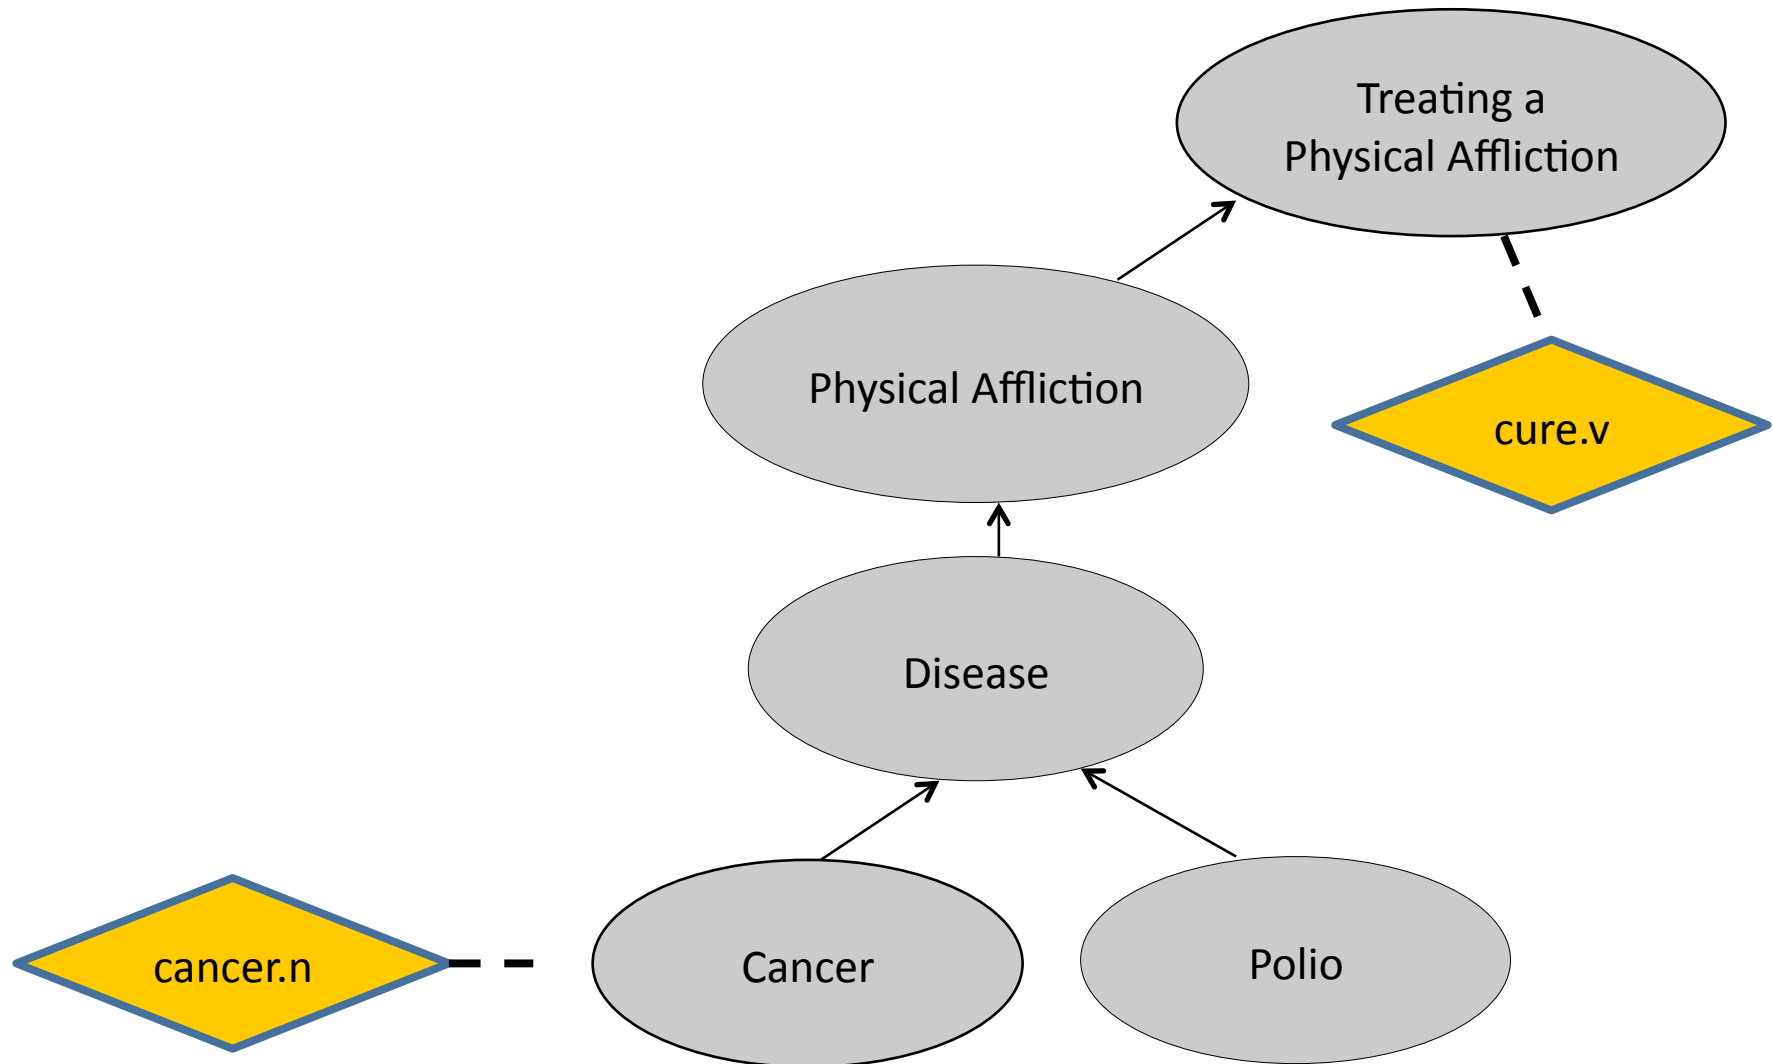 Treating a
Physical Affliction
Physical Affliction
cure.v
Disease
cancer.n
Cancer
Polio